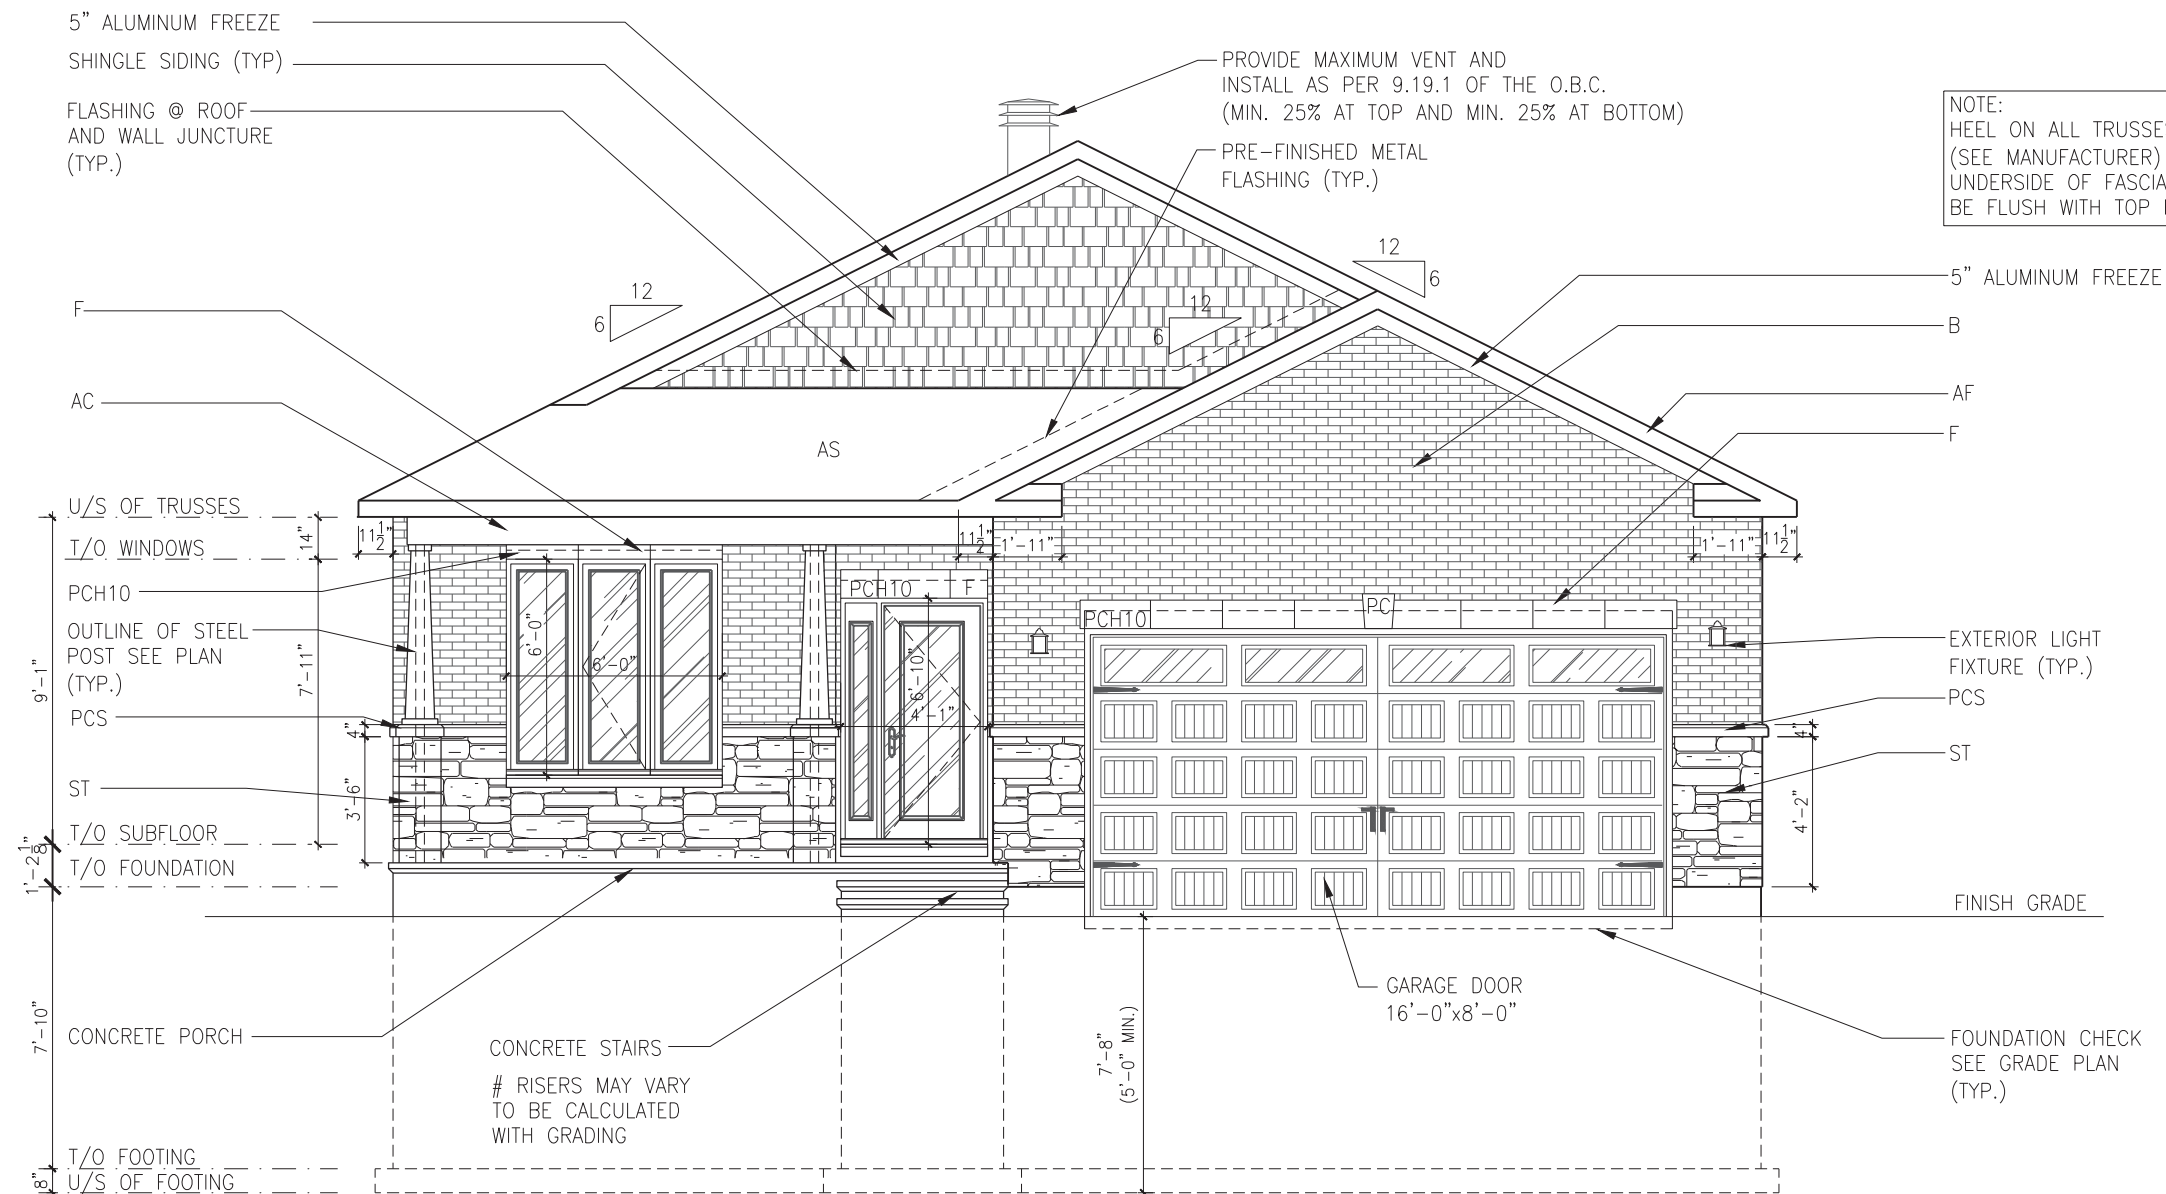 5" ALUMINUM FREEZE
SHINGLE SIDING (TYP)
FLASHING @ ROOF
AND WALL JUNCTURE
(TYP.)
PROVIDE MAXIMUM VENT AND
INSTALL AS PER 9.19.1 OF THE O.B.C.
(MIN. 25% AT TOP AND MIN. 25% AT BOTTOM)
PRE-FINISHED METAL
FLASHING (TYP.)
NOTE:
HEEL ON ALL
(SEE MANUFACTURER)
UNDERSIDE OF FASCIA
BE FLUSH WITH TOP
12
6
12
6
12
6
5" ALUMINUM FREEZE
B
AF
F
F
AC
AS
U/S OF TRUSSES
T/O WINDOWS
PCH10
OUTLINE OF STEEL
POST SEE PLAN
(TYP.)
PCS
ST
T/O SUBFLOOR
T/O FOUNDATION
9'-1"
1'-2 1/8"
7'-10"
8"
14"
7'-11"
11 1/2"
4"
3'-6"
6'-0"
6'-0"
11 1/2"
1'-11"
PCH10
F
6'-10"
4'-1"
PCH10
PC
1'-11"
11 1/2"
EXTERIOR LIGHT
FIXTURE (TYP.)
PCS
4"
ST
4'-2"
FINISH GRADE
GARAGE DOOR
16'-0"x8'-0"
7'-8"
(5'-0" MIN.)
FOUNDATION CHECK
SEE GRADE PLAN
(TYP.)
CONCRETE PORCH
CONCRETE STAIRS
# RISERS MAY VARY
TO BE CALCULATED
WITH GRADING
T/O FOOTING
U/S OF FOOTING